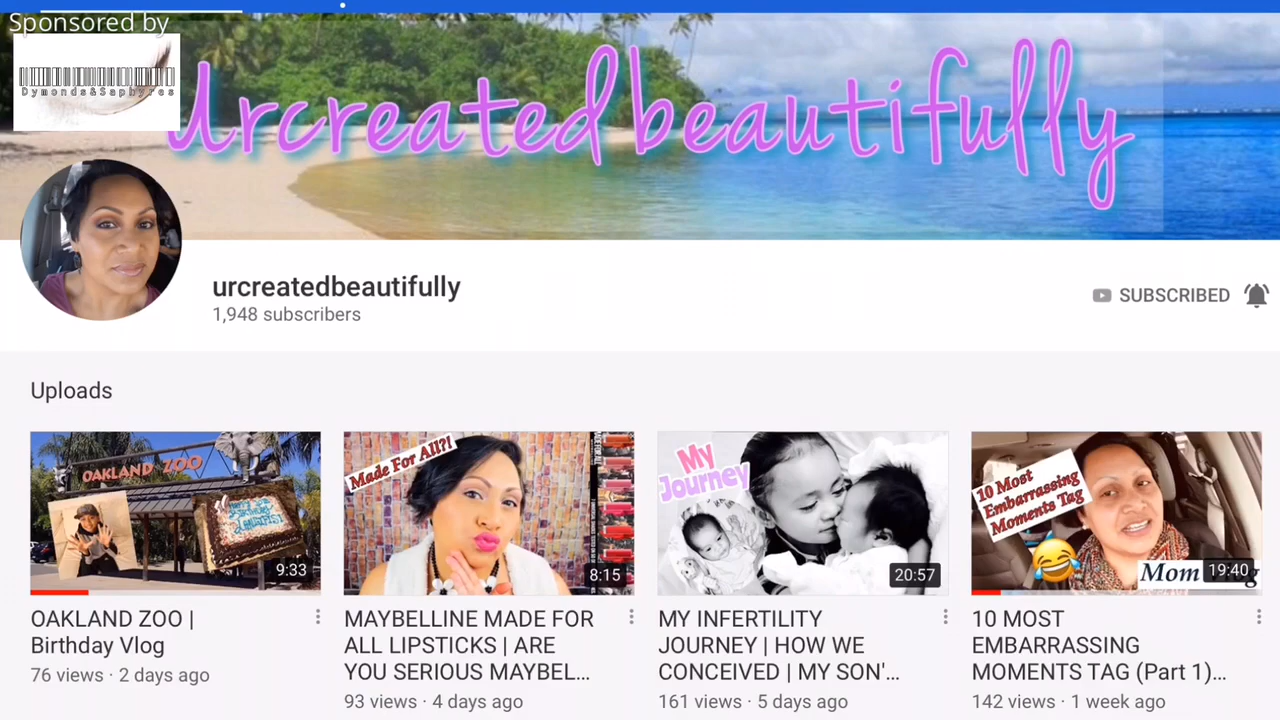 Sponsored by
Dymonds&Saphyres
Urcreatedbeautifully
urcreatedbeautifully
1,948 subscribers
SUBSCRIBED
Uploads
OAKLAND ZOO
9:33
Made For All?!
8:15
My
Journey
20:57
10 Most
Embarrassing
Moments Tag
Mom
19:40
OAKLAND ZOO |
Birthday Vlog
76 views · 2 days ago
MAYBELLINE MADE FOR
ALL LIPSTICKS | ARE
YOU SERIOUS MAYBEL...
93 views · 4 days ago
MY INFERTILITY
JOURNEY | HOW WE
CONCEIVED | MY SON'...
161 views · 5 days ago
10 MOST
EMBARRASSING
MOMENTS TAG (Part 1)...
142 views · 1 week ago